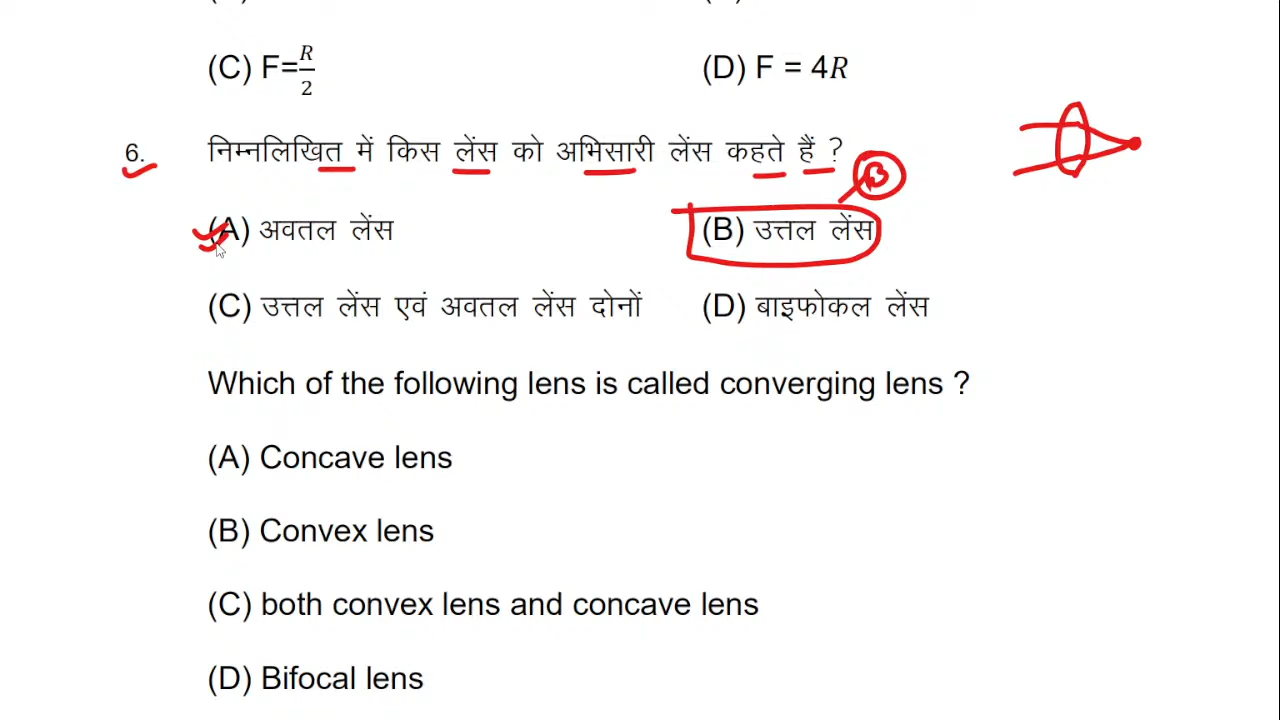 (C) F=R/2 (D) F = 4R
6. निम्नलिखित में किस लेंस को अभिसारी लेंस कहते हैं ?
B
(A) अवतल लेंस (B) उत्तल लेंस
(C) उत्तल लेंस एवं अवतल लेंस दोनों (D) बाइफोकल लेंस
Which of the following lens is called converging lens ?
(A) Concave lens
(B) Convex lens
(C) both convex lens and concave lens
(D) Bifocal lens